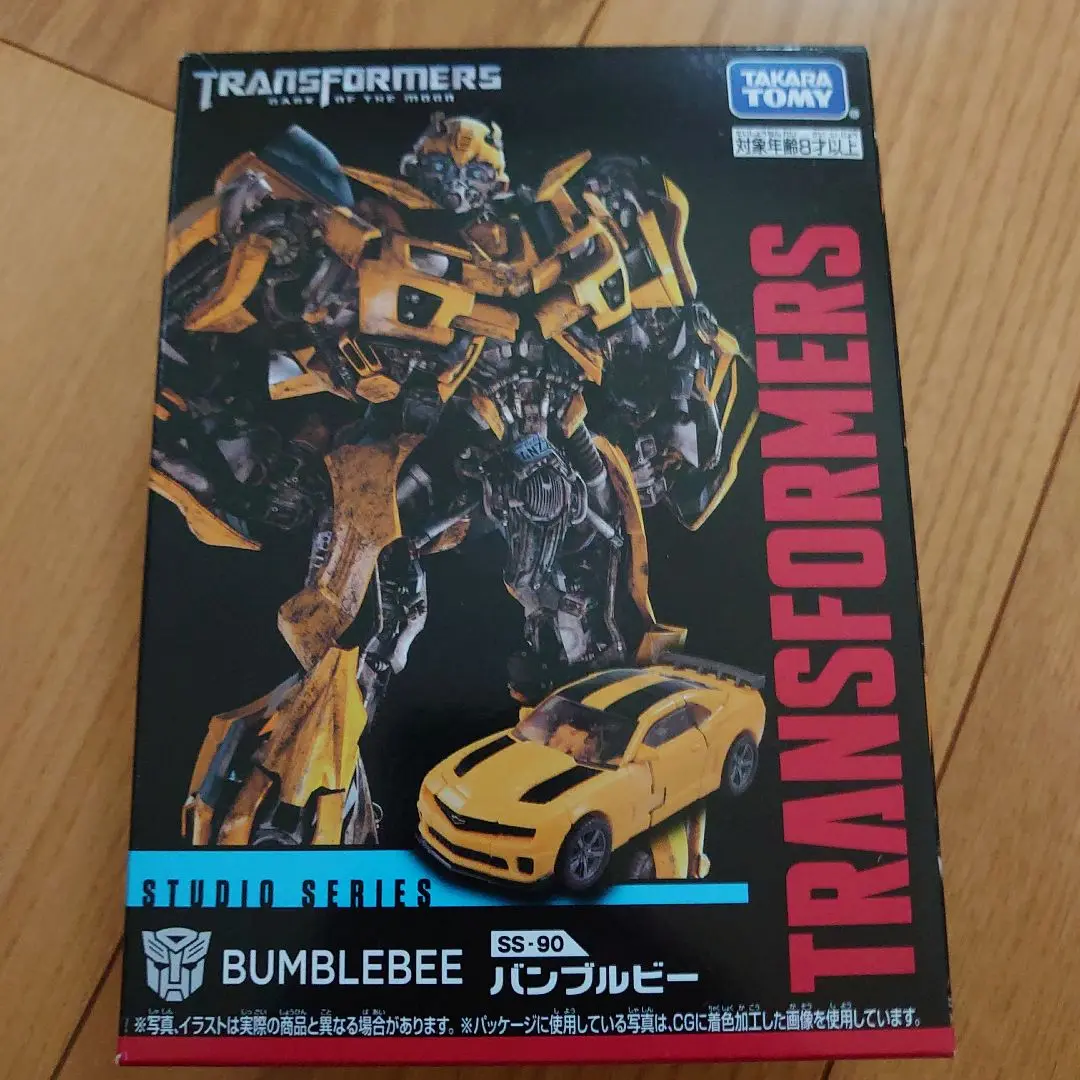 TRANSFORMERS
DARK OF THE MOON
TAKARA
TOMY
対象年齢8才以上
TRANSFORMERS
STUDIO SERIES
BUMBLEBEE
SS-90
バンブルビー
※写真、イラストは実際の商品と異なる場合があります。※パッケージに使用している写真は、CGに着色加工した画像を使用しています。